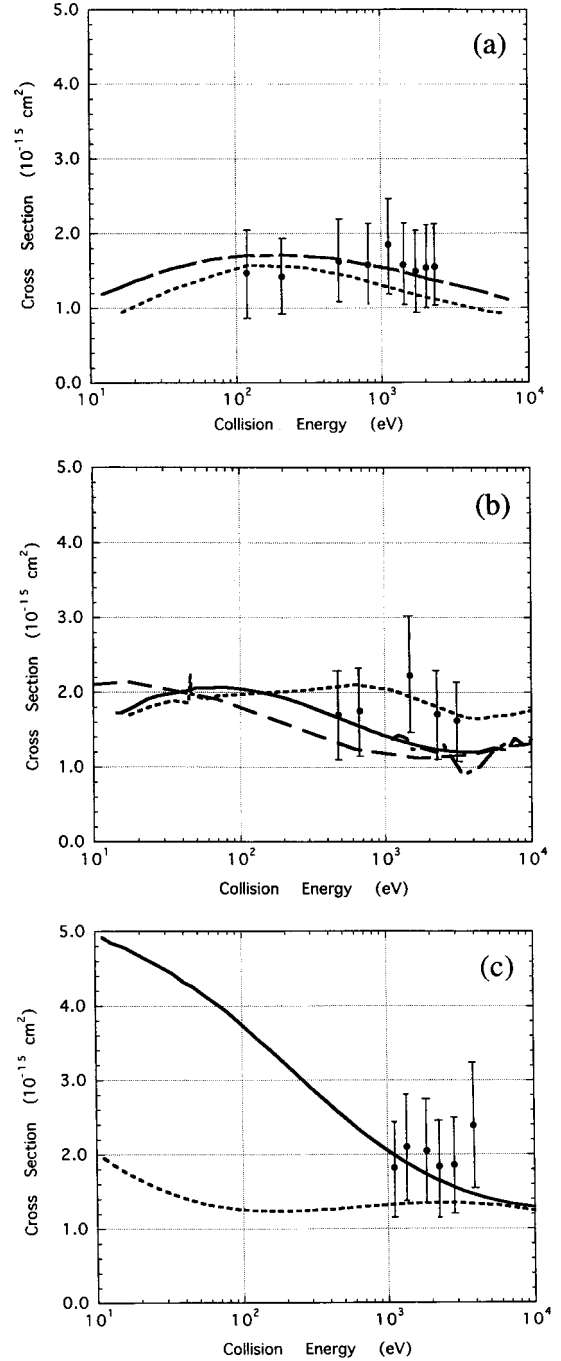 (a)
5.0
4.0
3.0
2.0
1.0
0.0
Cross Section (10⁻¹⁵ cm²)
10¹ 10² 10³ 10⁴
Collision Energy (eV)
(b)
5.0
4.0
3.0
2.0
1.0
0.0
Cross Section (10⁻¹⁵ cm²)
10¹ 10² 10³ 10⁴
Collision Energy (eV)
(c)
5.0
4.0
3.0
2.0
1.0
0.0
Cross Section (10⁻¹⁵ cm²)
10¹ 10² 10³ 10⁴
Collision Energy (eV)